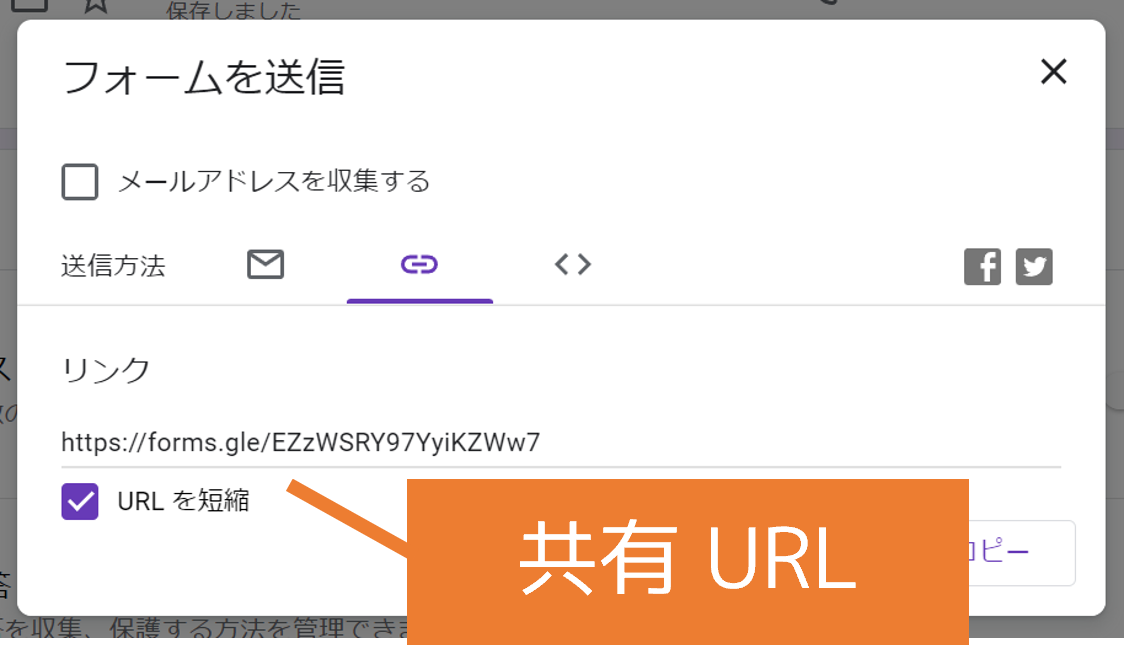 保存しました
フォームを送信
メールアドレスを収集する
送信方法
リンク
https://forms.gle/EZzWSRY97YyiKZWw7
URL を短縮
共有 URL
ピー
を収集、保護する方法を管理でき